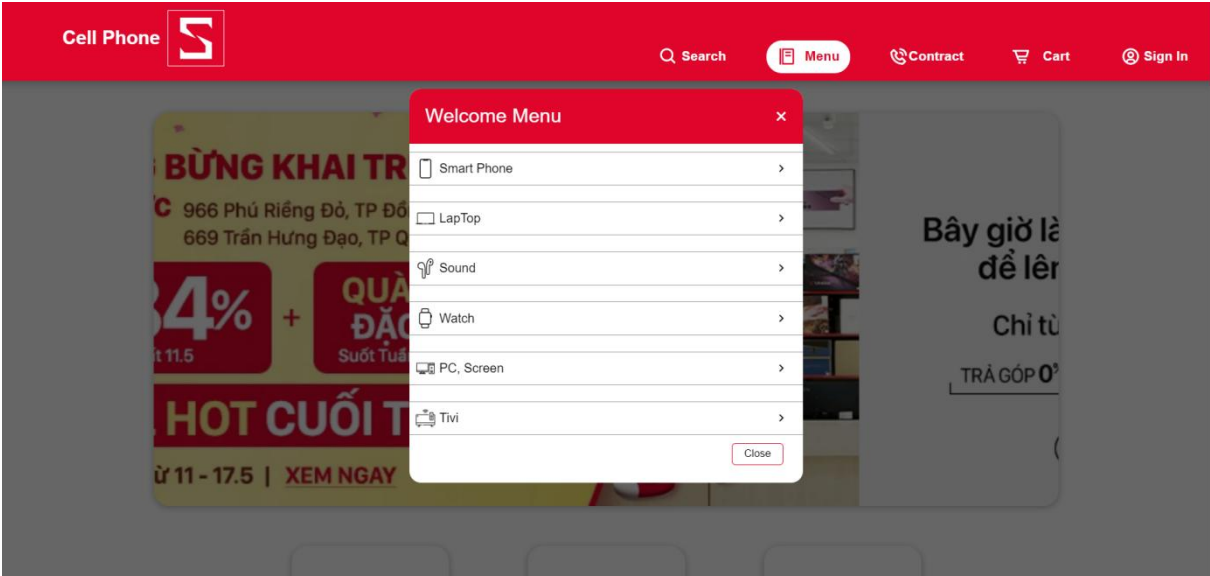 Cell Phone S
Search
Menu
Contract
Cart
Sign In
Welcome Menu
×
Smart Phone
LapTop
Sound
Watch
PC, Screen
Tivi
Close
BỪNG KHAI TR
966 Phú Riềng Đỏ, TP Đồ
669 Trần Hưng Đạo, TP Q
4%
+
QUÀ
ĐẶC
Suốt Tuầ
t 11.5
HOT CUỐI T
ừ 11 - 17.5 | XEM NGAY
Bây giờ là
để lên
Chỉ từ
TRẢ GÓP 0%